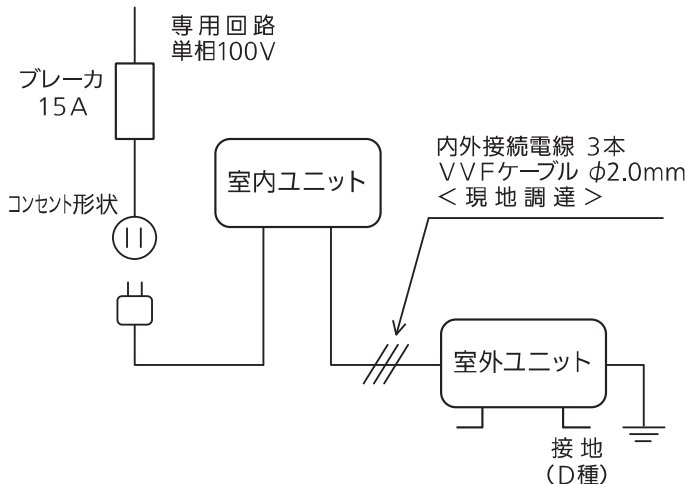 専用回路
単相100V
ブレーカ
15A
コンセント形状
室内ユニット
内外接続電線 3本
VVFケーブル φ2.0mm
＜現地調達＞
室外ユニット
接地
(D種)